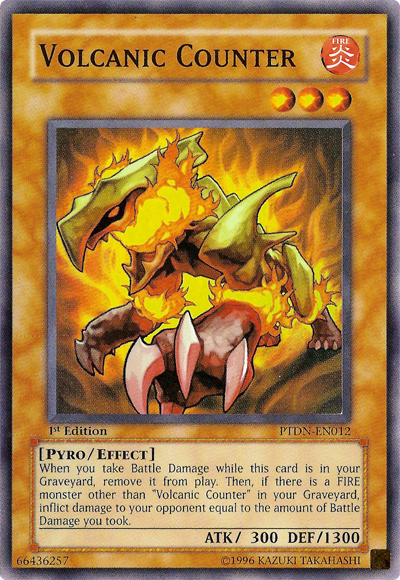 VOLCANIC COUNTER
FIRE
炎
1st Edition
PTDN-EN012
[PYRO/EFFECT]
When you take Battle Damage while this card is in your
Graveyard, remove it from play. Then, if there is a FIRE
monster other than "Volcanic Counter" in your Graveyard,
inflict damage to your opponent equal to the amount of Battle
Damage you took.
ATK/ 300 DEF/1300
66436257
©1996 KAZUKI TAKAHASHI